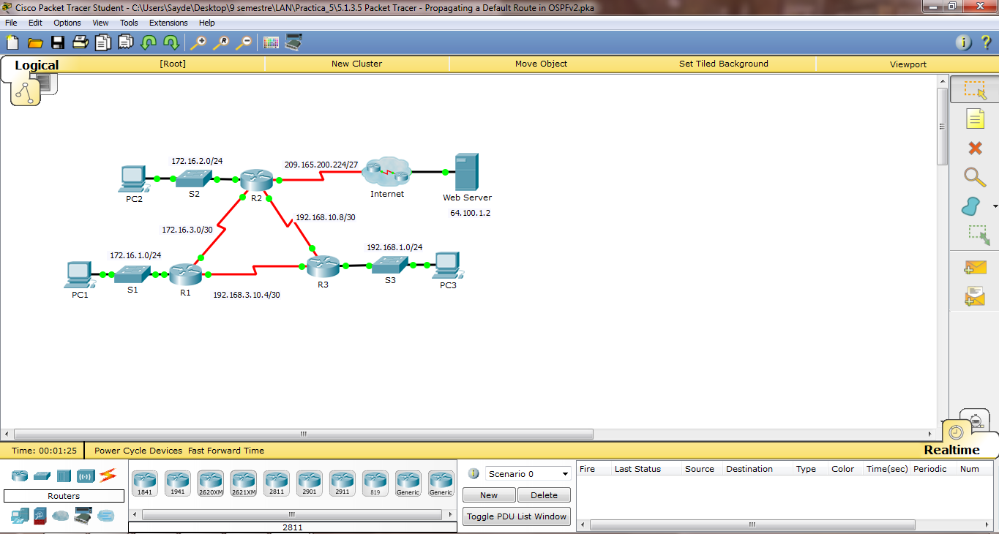 Cisco Packet Tracer Student - C:\Users\Sayde\Desktop\9 semestre\LAN\Practica_5\5.1.3.5 Packet Tracer - Propagating a Default Route in OSPFv2.pka
File Edit Options View Tools Extensions Help
Logical [Root] New Cluster Move Object Set Tiled Background Viewport
172.16.2.0/24
209.165.200.224/27
PC2
S2
R2
Internet
Web Server
64.100.1.2
192.168.10.8/30
172.16.3.0/30
192.168.1.0/24
172.16.1.0/24
PC1
S1
R1
192.168.3.10.4/30
R3
S3
PC3
Time: 00:01:25 Power Cycle Devices Fast Forward Time Realtime
Routers
1841 1941 2620XM 2621XM 2811 2901 2911 819 Generic Generic
2811
Scenario 0
New Delete
Toggle PDU List Window
Fire Last Status Source Destination Type Color Time(sec) Periodic Num